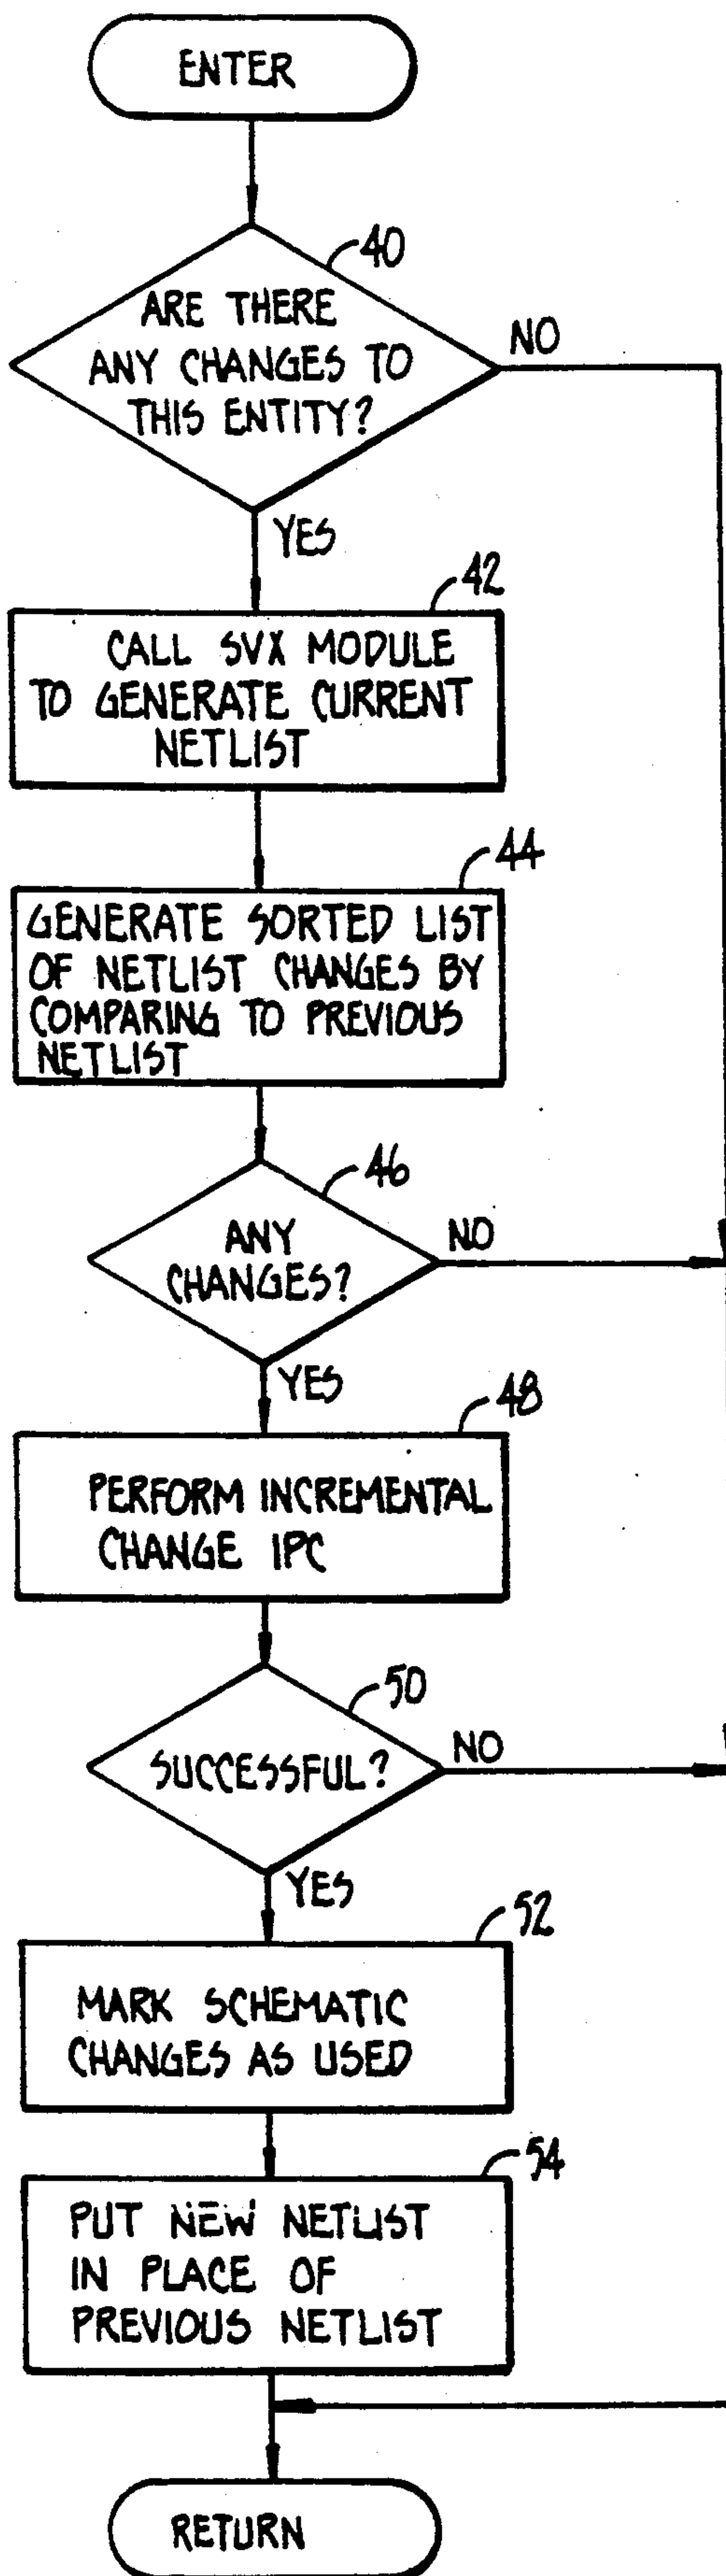 ENTER
40
ARE THERE
ANY CHANGES TO
THIS ENTITY?
NO
YES
42
CALL SVX MODULE
TO GENERATE CURRENT
NETLIST
44
GENERATE SORTED LIST
OF NETLIST CHANGES BY
COMPARING TO PREVIOUS
NETLIST
46
ANY
CHANGES?
NO
YES
48
PERFORM INCREMENTAL
CHANGE IPC
50
SUCCESSFUL?
NO
YES
52
MARK SCHEMATIC
CHANGES AS USED
54
PUT NEW NETLIST
IN PLACE OF
PREVIOUS NETLIST
RETURN